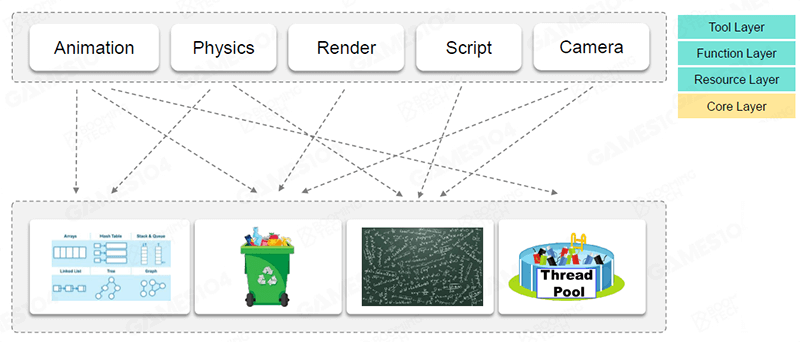 Animation
Physics
Render
Script
Camera
Tool Layer
Function Layer
Resource Layer
Core Layer
Arrays
Hash Table
Stack & Queue
Linked List
Tree
Graph
Thread
Pool
GAMES104